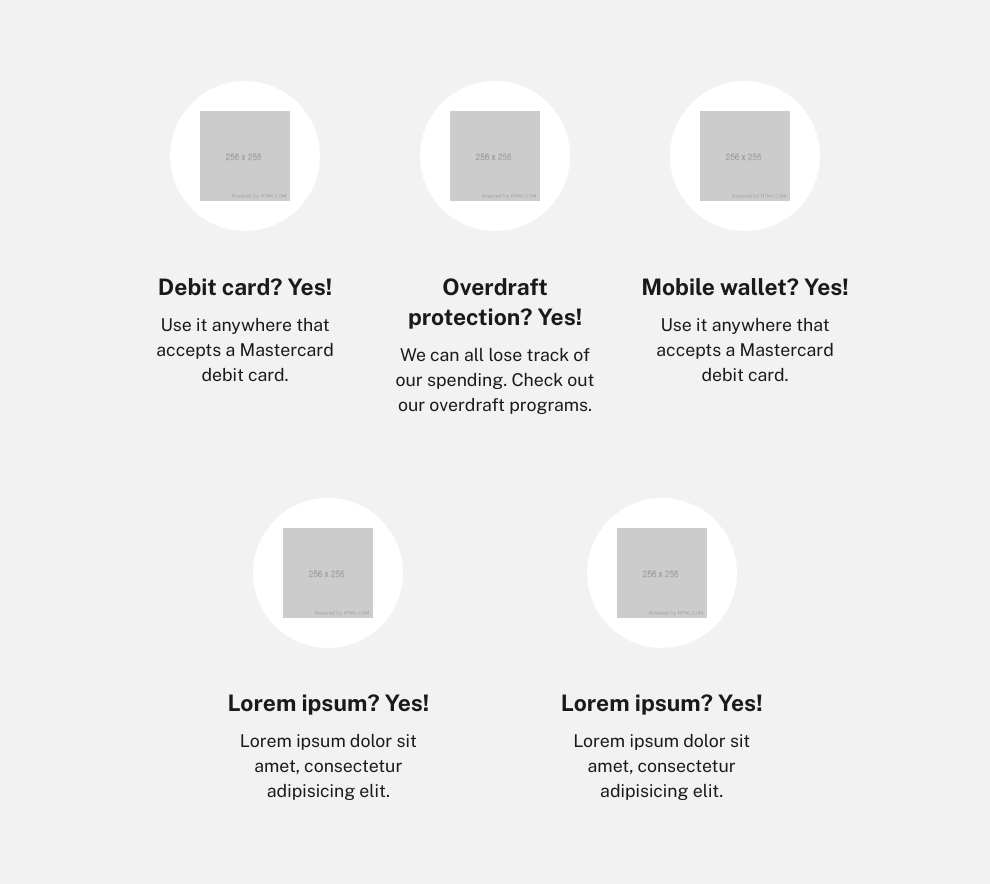 256 x 256
Powered by HTML.COM
256 x 256
Powered by HTML.COM
256 x 256
Powered by HTML.COM
Debit card? Yes!
Use it anywhere that
accepts a Mastercard
debit card.
Overdraft
protection? Yes!
We can all lose track of
our spending. Check out
our overdraft programs.
Mobile wallet? Yes!
Use it anywhere that
accepts a Mastercard
debit card.
256 x 256
Powered by HTML.COM
256 x 256
Powered by HTML.COM
Lorem ipsum? Yes!
Lorem ipsum dolor sit
amet, consectetur
adipisicing elit.
Lorem ipsum? Yes!
Lorem ipsum dolor sit
amet, consectetur
adipisicing elit.